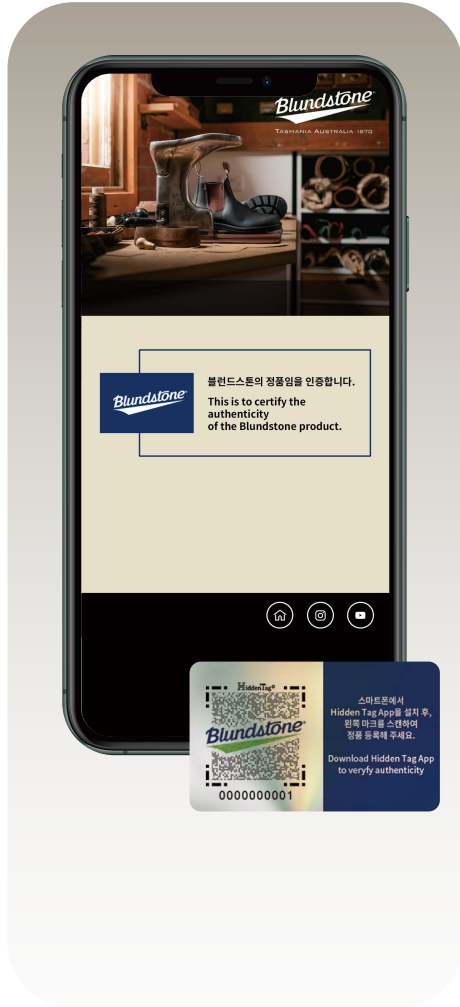 Blundstone
TASMANIA AUSTRALIA·1870
Blundstone
블런드스톤의 정품임을 인증합니다.
This is to certify the
authenticity
of the Blundstone product.
HiddenTag
Blundstone
0000000001
스마트폰에서
Hidden Tag App을 설치 후,
왼쪽 마크를 스캔하여
정품 등록해 주세요.
Download Hidden Tag App
to veryfy authenticity